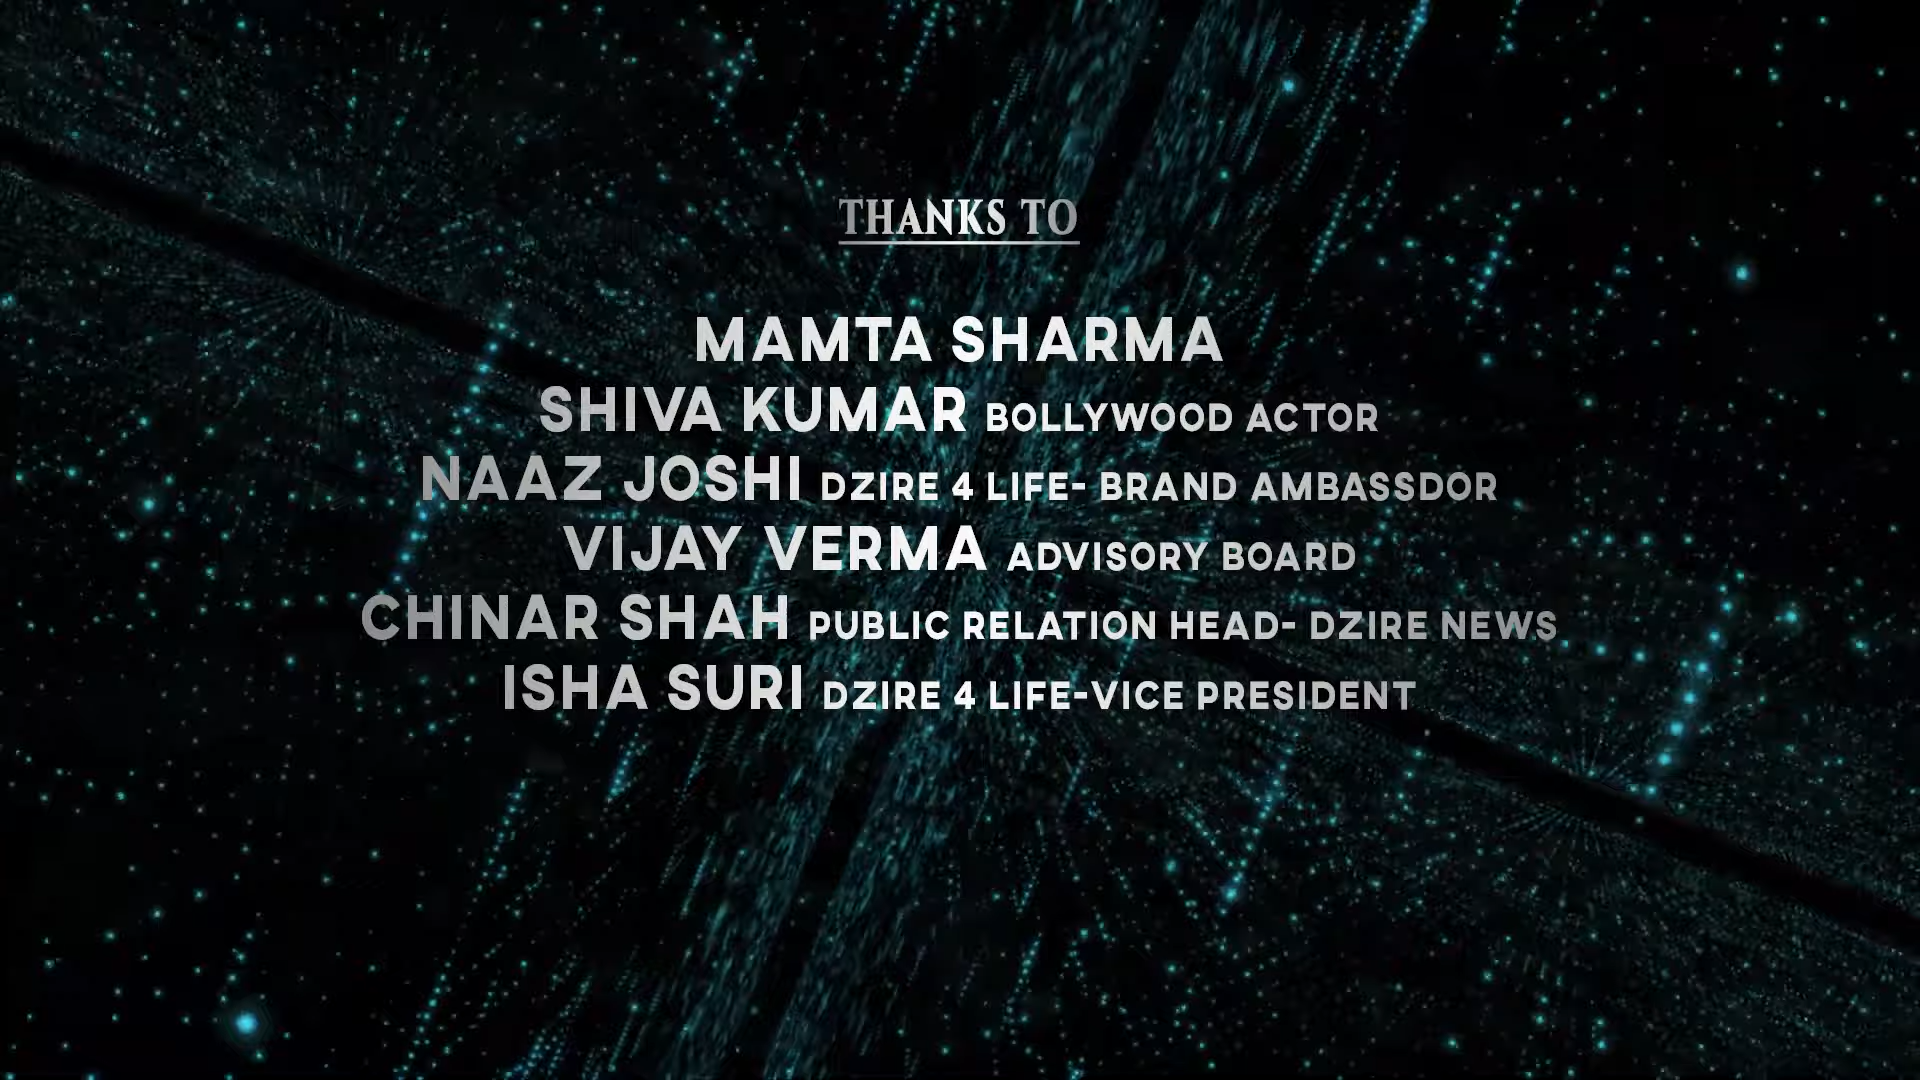 THANKS TO
MAMTA SHARMA
SHIVA KUMAR BOLLYWOOD ACTOR
NAAZ JOSHI DZIRE 4 LIFE- BRAND AMBASSDOR
VIJAY VERMA ADVISORY BOARD
CHINAR SHAH PUBLIC RELATION HEAD- DZIRE NEWS
ISHA SURI DZIRE 4 LIFE-VICE PRESIDENT